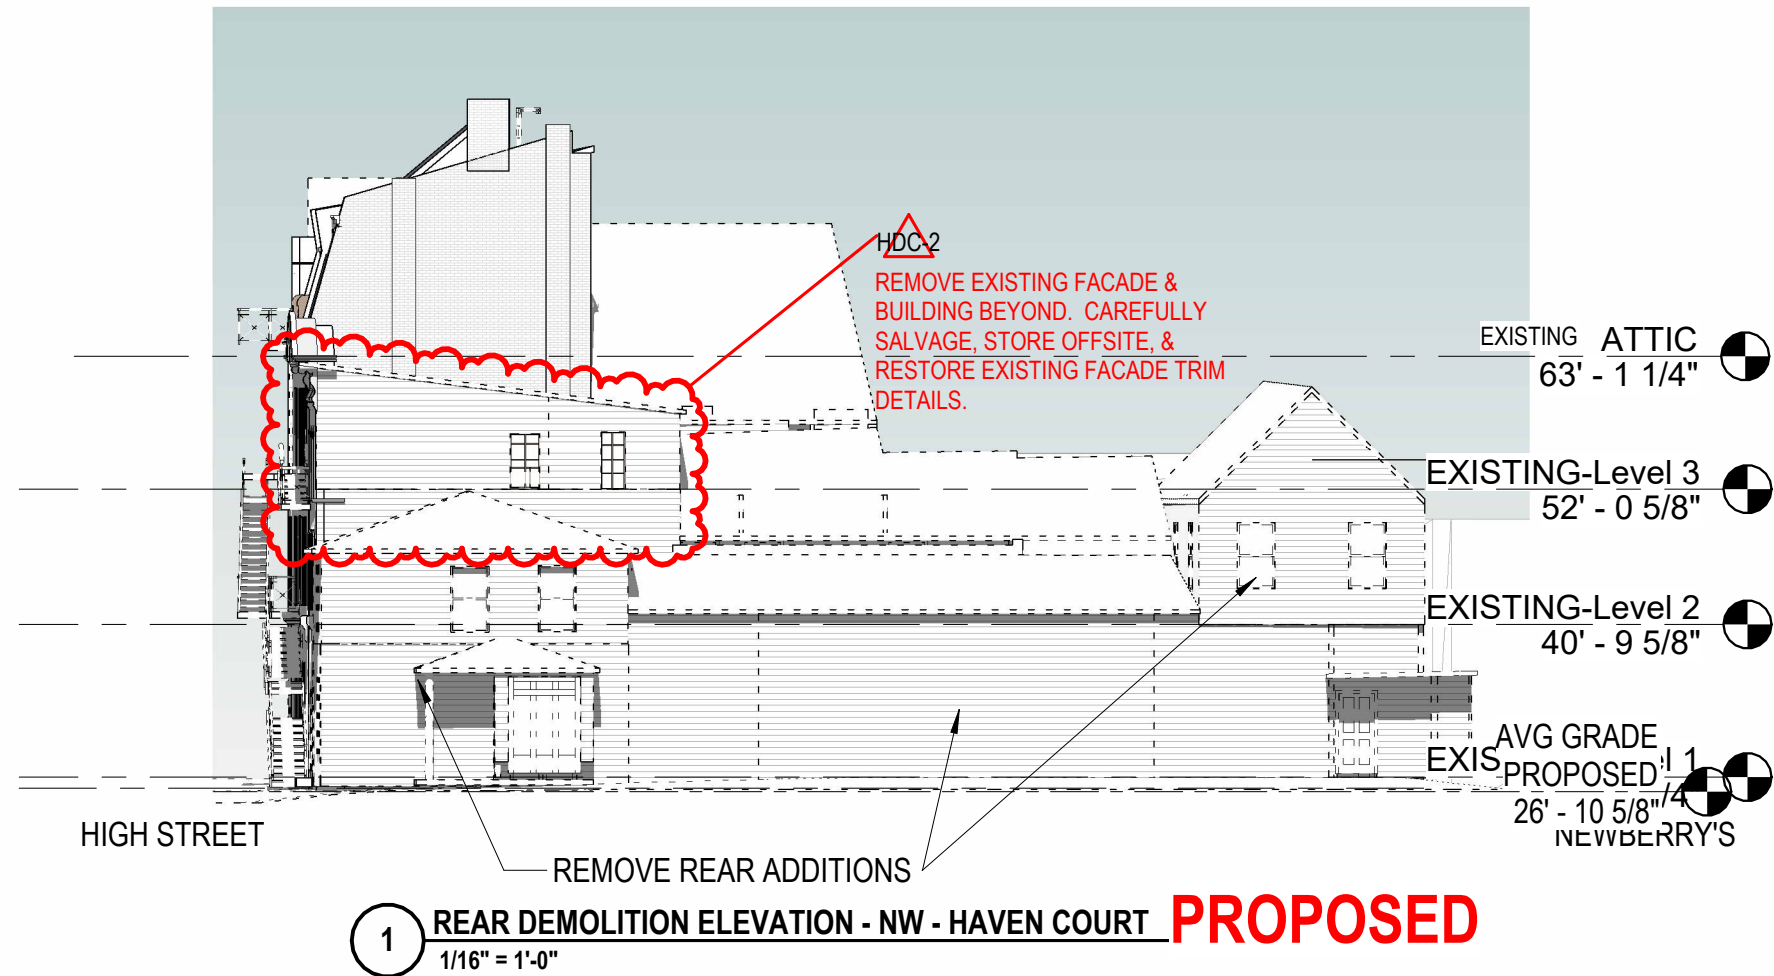 HDC-2
REMOVE EXISTING FACADE &
BUILDING BEYOND. CAREFULLY
SALVAGE, STORE OFFSITE, &
RESTORE EXISTING FACADE TRIM
DETAILS.
EXISTING ATTIC
63' - 1 1/4"
EXISTING-Level 3
52' - 0 5/8"
EXISTING-Level 2
40' - 9 5/8"
AVG GRADE
PROPOSED
26' - 10 5/8"
NEWBERRY'S
HIGH STREET
REMOVE REAR ADDITIONS
1
REAR DEMOLITION ELEVATION - NW - HAVEN COURT
PROPOSED
1/16" = 1'-0"